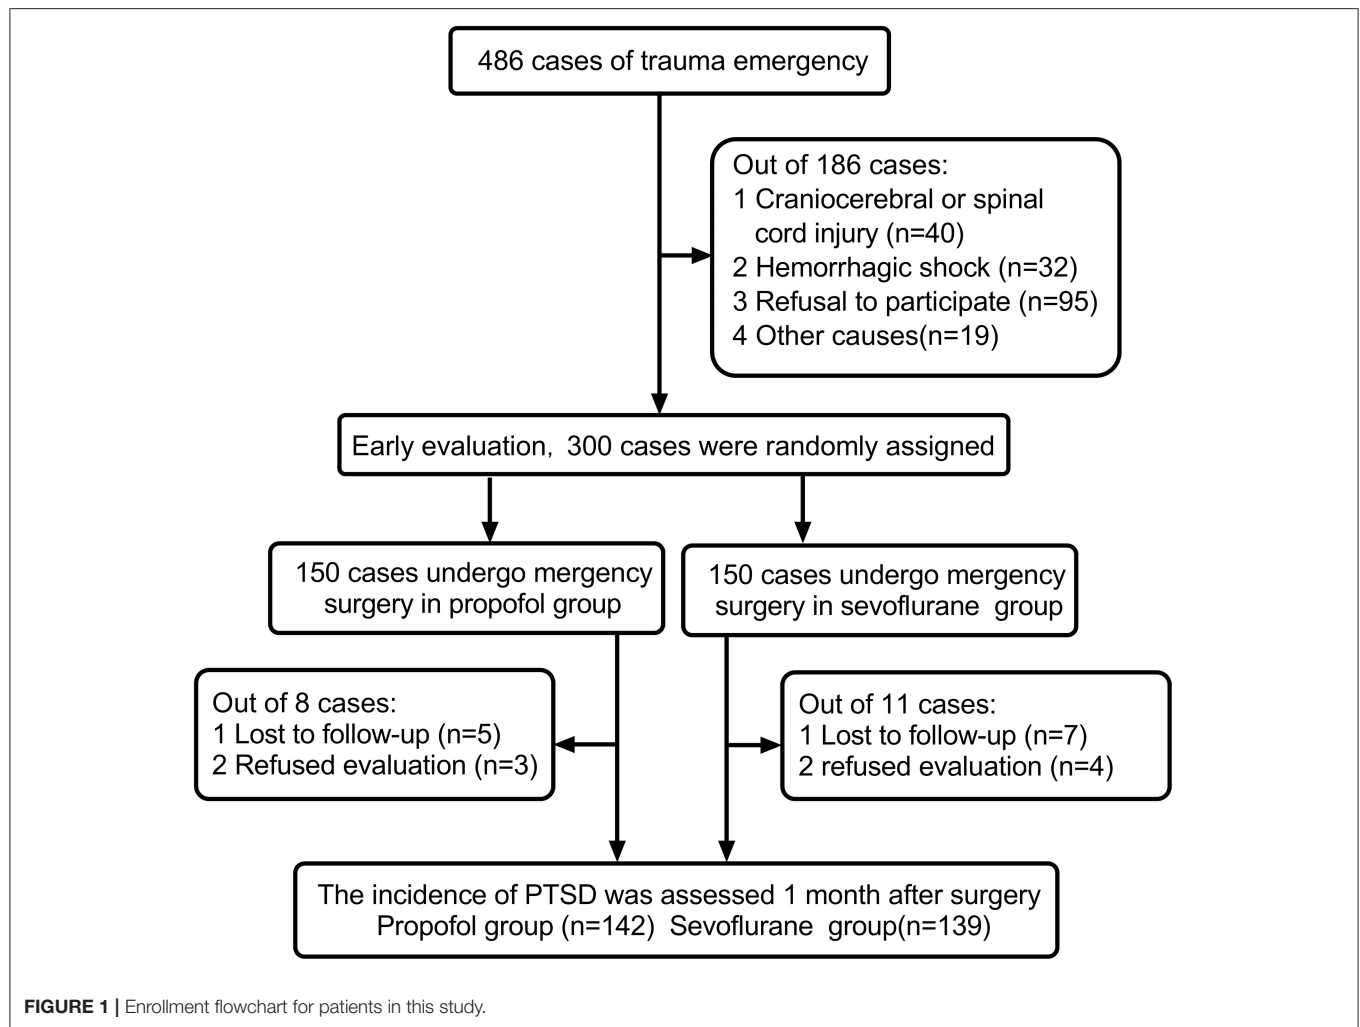 486 cases of trauma emergency
Out of 186 cases:
1 Craniocerebral or spinal
cord injury (n=40)
2 Hemorrhagic shock (n=32)
3 Refusal to participate (n=95)
4 Other causes(n=19)
Early evaluation, 300 cases were randomly assigned
150 cases undergo mergency
surgery in propofol group
150 cases undergo mergency
surgery in sevoflurane group
Out of 8 cases:
1 Lost to follow-up (n=5)
2 Refused evaluation (n=3)
Out of 11 cases:
1 Lost to follow-up (n=7)
2 refused evaluation (n=4)
The incidence of PTSD was assessed 1 month after surgery
Propofol group (n=142) Sevoflurane group(n=139)
FIGURE 1 | Enrollment flowchart for patients in this study.